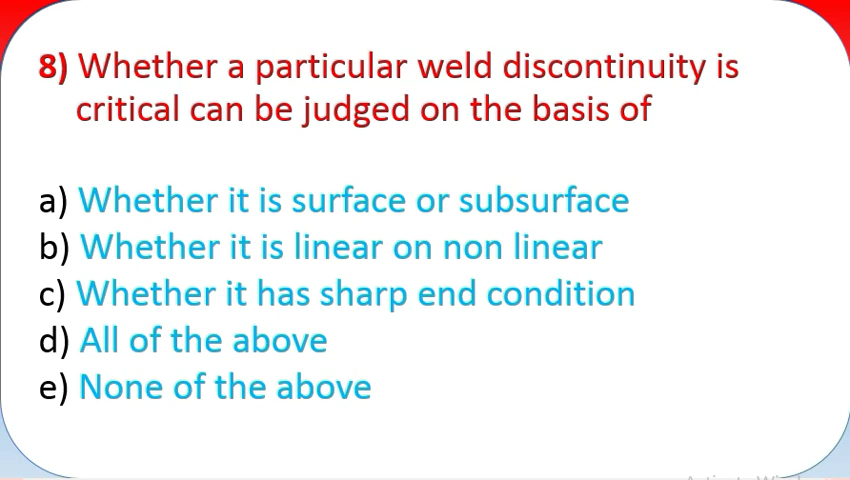 8) Whether a particular weld discontinuity is
critical can be judged on the basis of
a) Whether it is surface or subsurface
b) Whether it is linear on non linear
c) Whether it has sharp end condition
d) All of the above
e) None of the above